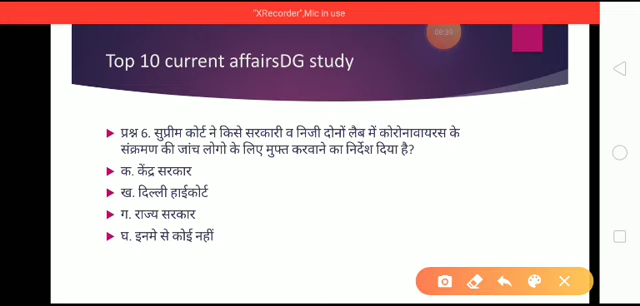 "XRecorder",Mic in use
00:39
Top 10 current affairsDG study
प्रश्न 6. सुप्रीम कोर्ट ने किसे सरकारी व निजी दोनों लैब में कोरोनावायरस के
संक्रमण की जांच लोगो के लिए मुफ्त करवाने का निर्देश दिया है?
क. केंद्र सरकार
ख. दिल्ली हाईकोर्ट
ग. राज्य सरकार
घ. इनमे से कोई नहीं